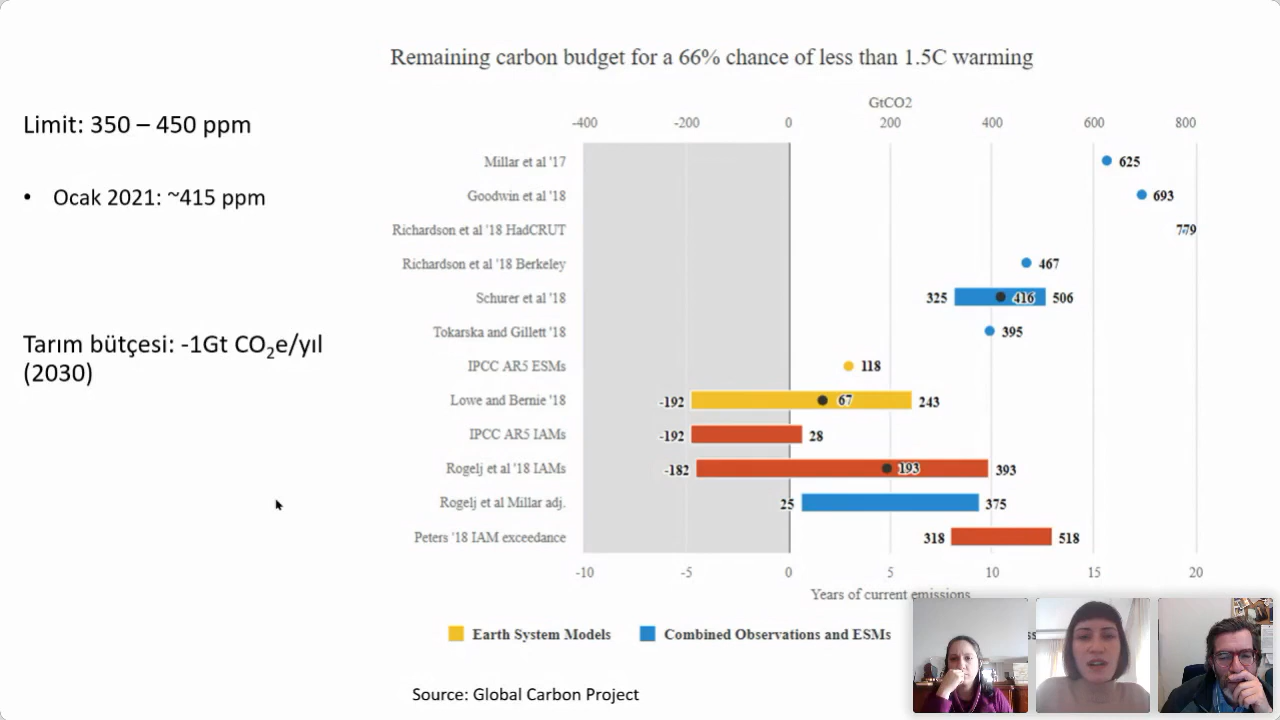 Remaining carbon budget for a 66% chance of less than 1.5C warming
Limit: 350 – 450 ppm
• Ocak 2021: ~415 ppm
Tarım bütçesi: -1Gt CO₂e/yıl
(2030)
GtCO2
-400 -200 0 200 400 600 800
Millar et al '17 625
Goodwin et al '18 693
Richardson et al '18 HadCRUT 779
Richardson et al '18 Berkeley 467
Schurer et al '18 325 416 506
Tokarska and Gillett '18 395
IPCC AR5 ESMs 118
Lowe and Bernie '18 -192 67 243
IPCC AR5 IAMs -192 28
Rogelj et al '18 IAMs -182 193 393
Rogelj et al Millar adj. 25 375
Peters '18 IAM exceedance 318 518
-10 -5 0 5 10 15 20
Years of current emissions
Earth System Models Combined Observations and ESMs
Source: Global Carbon Project